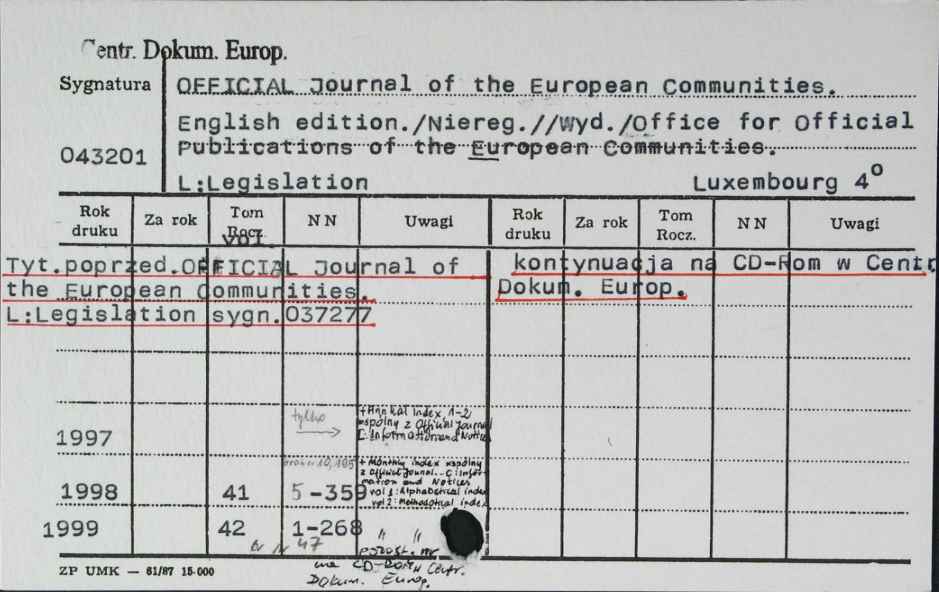 Centr. Dokum. Europ.
Sygnatura
OFFICIAL Journal of the European Communities.
English edition./Niereg.//Wyd./Office for Official
043201
Publications of the European Communities.
L:Legislation Luxembourg 4º
Rok druku Za rok Tom Rocz. NN Uwagi Rok druku Za rok Tom Rocz. NN Uwagi
vol
Tyt.poprzed.OFFICIAL Journal of
the European Communities.
L:Legislation sygn.037277
kontynuacja na CD-Rom w Centr
Dokum. Europ.
1997 tylko
+ Annual Index, 1-2/
wspólny z Official Journal
C: Information and Notices
1998 41 5-359
+ Monthly index wspólny
z Official Journal.. C: Infor-
mation and Notices
vol 1: Alphabetical index
vol 2: Methodical index
1999 42 1-268 " "
47
pozost. nr
na CD-Rom w Centr.
Dokum. Europ.
ZP UMK — 61/87 15.000